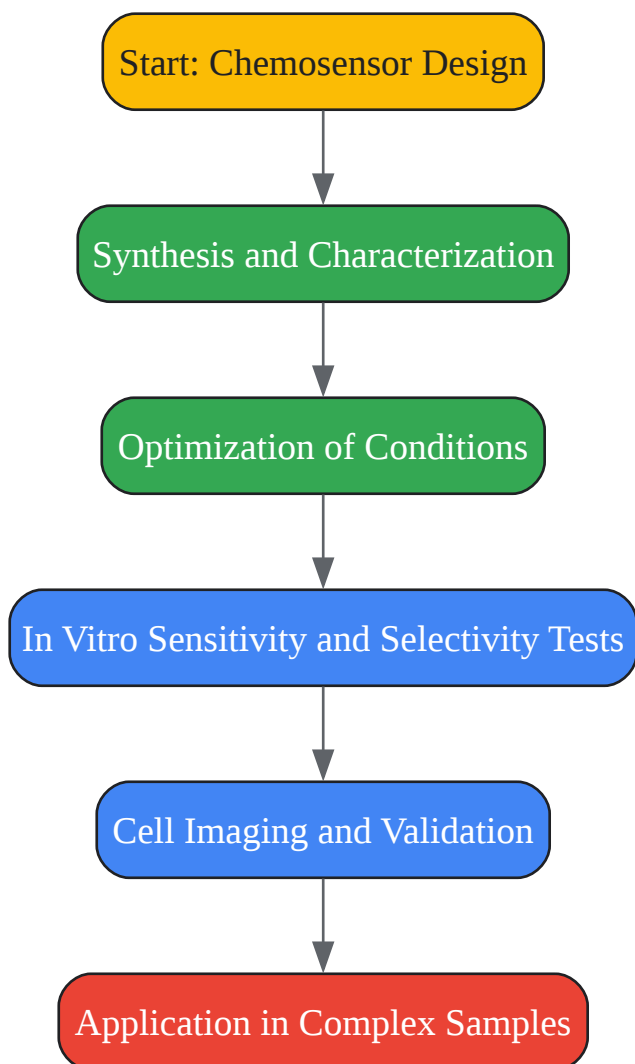 Start: Chemosensor Design
Synthesis and Characterization
Optimization of Conditions
In Vitro Sensitivity and Selectivity Tests
Cell Imaging and Validation
Application in Complex Samples